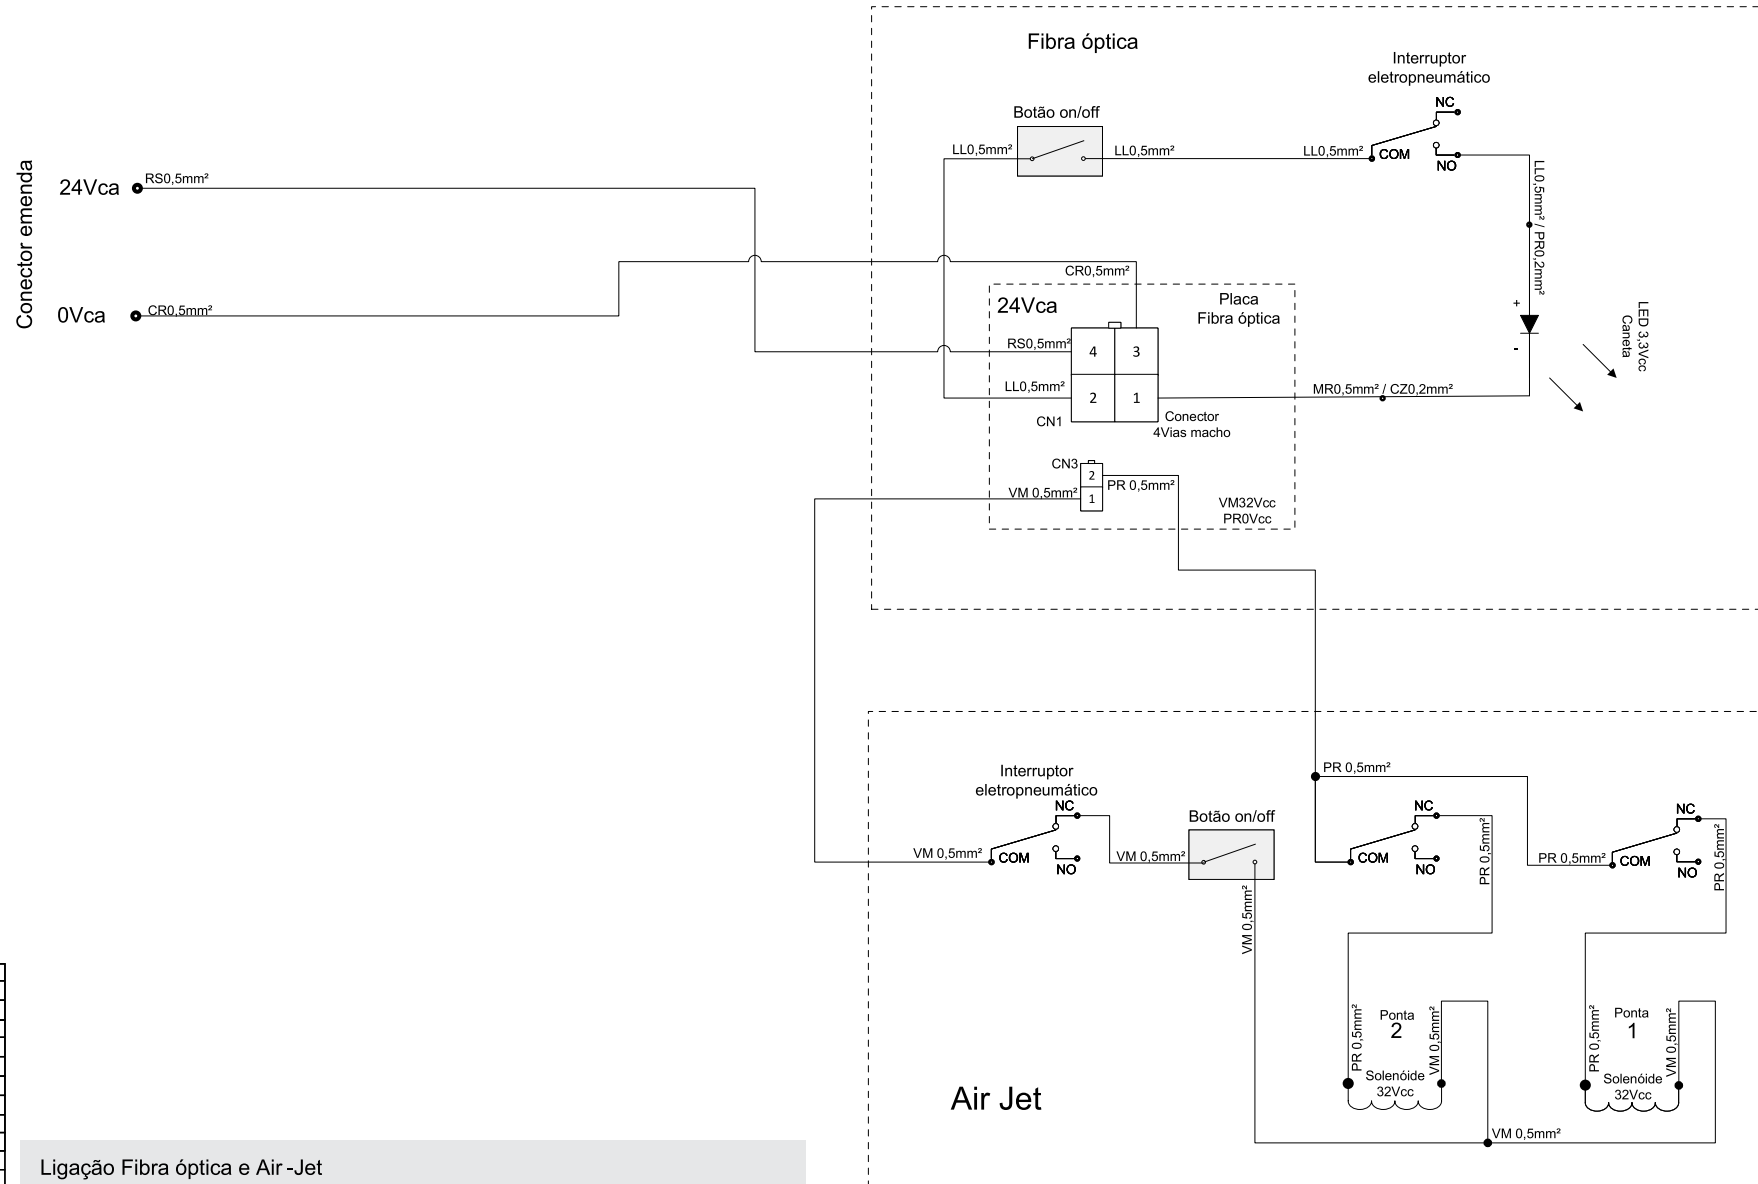 Fibra óptica
Interruptor
eletropneumático
NC
COM
NO
Botão on/off
LL0,5mm²
LL0,5mm²
LL0,5mm²
LL0,5mm² / PR0,2mm²
Conector emenda
24Vca
RS0,5mm²
0Vca
CR0,5mm²
CR0,5mm²
24Vca
Placa
Fibra óptica
RS0,5mm²
4
3
LL0,5mm²
2
1
CN1
Conector
4Vias macho
MR0,5mm² / CZ0,2mm²
+
-
LED 3,3Vcc
Caneta
CN3
2
1
VM 0,5mm²
PR 0,5mm²
VM32Vcc
PR0Vcc
Interruptor
eletropneumático
NC
COM
NO
VM 0,5mm²
VM 0,5mm²
Botão on/off
VM 0,5mm²
PR 0,5mm²
NC
COM
NO
PR 0,5mm²
PR 0,5mm²
NC
COM
NO
PR 0,5mm²
PR 0,5mm²
Ponta
2
VM 0,5mm²
Solenóide
32Vcc
PR 0,5mm²
Ponta
1
VM 0,5mm²
Solenóide
32Vcc
VM 0,5mm²
Air Jet
Ligação Fibra óptica e Air -Jet